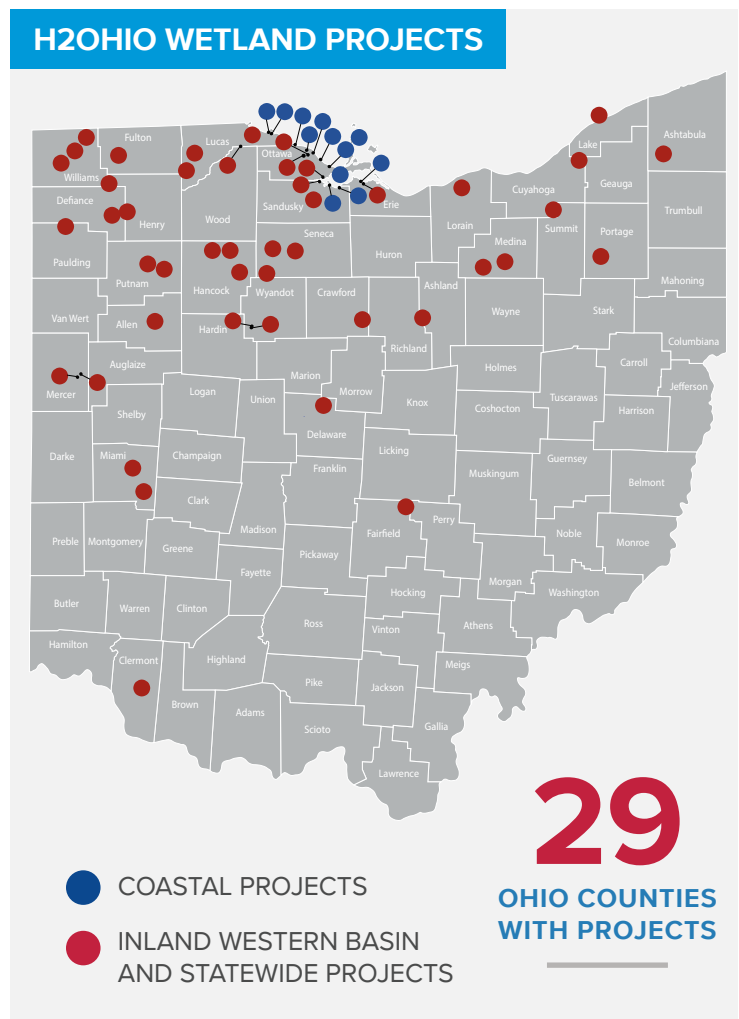 H2OHIO WETLAND PROJECTS
Ashtabula
Lake
Fulton
Lucas
Ottawa
Geauga
Williams
Cuyahoga
Defiance
Sandusky
Erie
Trumbull
Henry
Wood
Lorain
Summit
Portage
Seneca
Medina
Huron
Paulding
Mahoning
Putnam
Ashland
Hancock
Wyandot
Crawford
Wayne
Stark
Van Wert
Allen
Hardin
Columbiana
Richland
Auglaize
Carroll
Holmes
Marion
Jefferson
Mercer
Logan
Morrow
Union
Tuscarawas
Knox
Coshocton
Harrison
Shelby
Delaware
Licking
Darke
Miami
Champaign
Guernsey
Franklin
Muskingum
Belmont
Clark
Perry
Madison
Fairfield
Noble
Preble
Montgomery
Monroe
Greene
Pickaway
Fayette
Morgan
Hocking
Washington
Butler
Warren
Clinton
Ross
Vinton
Athens
Hamilton
Clermont
Highland
Meigs
Pike
Jackson
Brown
Adams
Gallia
Scioto
Lawrence
29
OHIO COUNTIES
WITH PROJECTS
COASTAL PROJECTS
INLAND WESTERN BASIN
AND STATEWIDE PROJECTS